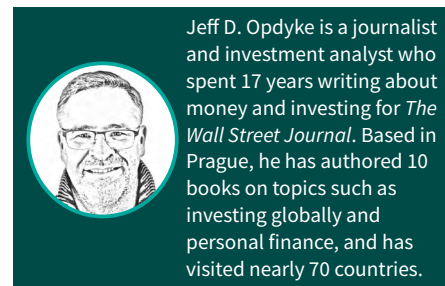 Jeff D. Opdyke is a journalist
and investment analyst who
spent 17 years writing about
money and investing for The
Wall Street Journal. Based in
Prague, he has authored 10
books on topics such as
investing globally and
personal finance, and has
visited nearly 70 countries.